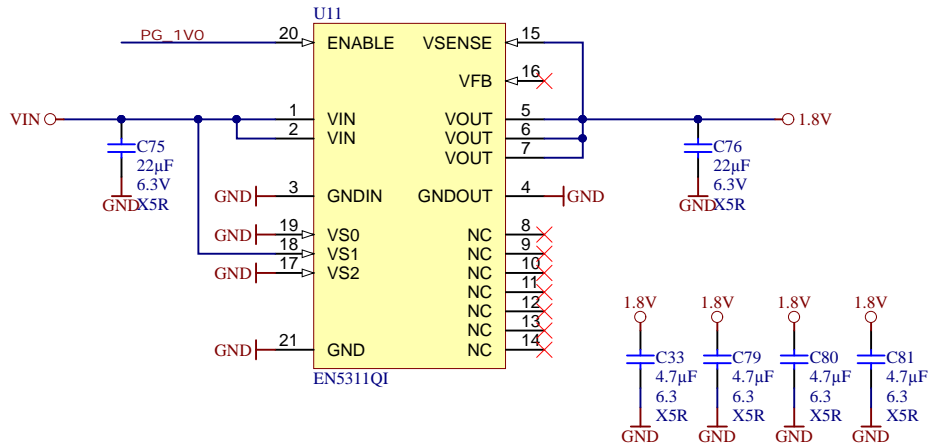 U11
PG_1V0
20
ENABLE
VSENSE
15
VFB
16
VIN
1
VIN
VOUT
5
1.8V
2
VIN
VOUT
6
VOUT
7
C75
22µF
6.3V
X5R
GND
C76
22µF
6.3V
X5R
GND
GND
3
GNDIN
GNDOUT
4
GND
GND
19
VS0
NC
8
18
VS1
NC
9
GND
17
VS2
NC
10
NC
11
NC
12
NC
13
GND
21
GND
NC
14
EN5311QI
1.8V
1.8V
1.8V
1.8V
C33
4.7µF
6.3
X5R
GND
C79
4.7µF
6.3
X5R
GND
C80
4.7µF
6.3
X5R
GND
C81
4.7µF
6.3
X5R
GND